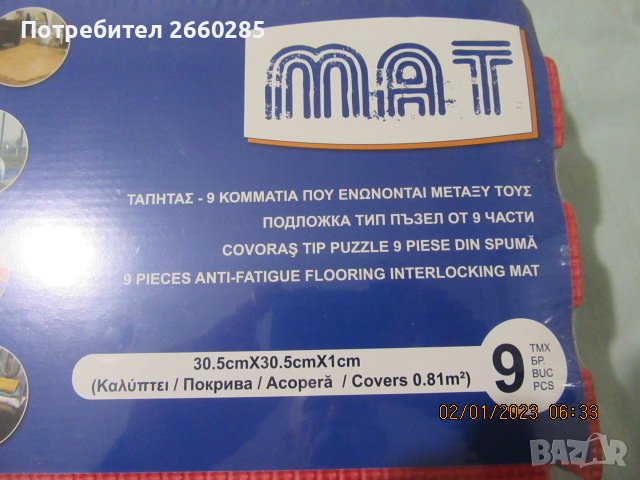 Потребител 2660285
MAT
ΤΑΠΗΤΑΣ - 9 ΚΟΜΜΑΤΙΑ ΠΟΥ ΕΝΩΝΟΝΤΑΙ ΜΕΤΑΞΥ ΤΟΥΣ
ПОДЛОЖКА ТИП ПЪЗЕЛ ОТ 9 ЧАСТИ
COVORAŞ TIP PUZZLE 9 PIESE DIN SPUMĂ
9 PIECES ANTI-FATIGUE FLOORING INTERLOCKING MAT
30.5cmX30.5cmX1cm
(Καλύπτει / Покрива / Acoperă / Covers 0.81m²)
9
ΤΜΧ
БР.
BUC
PCS
02/01/2023 06:33
BAZAR